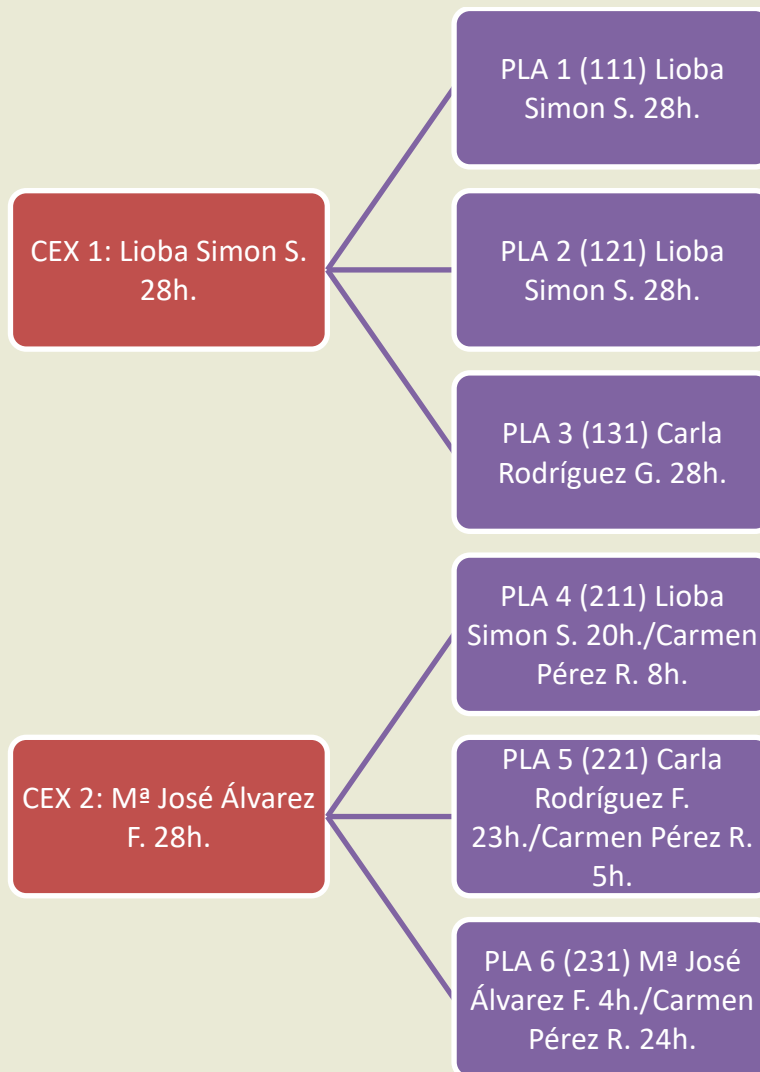 CEX 1: Lioba Simon S.
28h.
PLA 1 (111) Lioba
Simon S. 28h.
PLA 2 (121) Lioba
Simon S. 28h.
PLA 3 (131) Carla
Rodríguez G. 28h.
CEX 2: Mª José Álvarez
F. 28h.
PLA 4 (211) Lioba
Simon S. 20h./Carmen
Pérez R. 8h.
PLA 5 (221) Carla
Rodríguez F.
23h./Carmen Pérez R.
5h.
PLA 6 (231) Mª José
Álvarez F. 4h./Carmen
Pérez R. 24h.